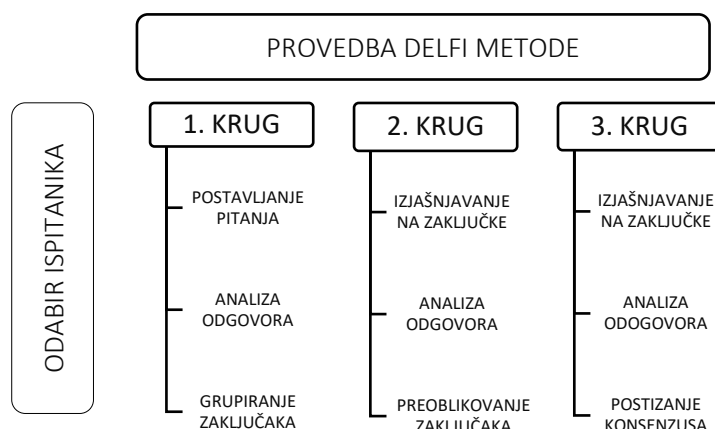 PROVEDBA DELFI METODE
ODABIR ISPITANIKA
1. KRUG
POSTAVLJANJE
PITANJA
ANALIZA
ODGOVORA
GRUPIRANJE
ZAKLJUČAKA
2. KRUG
IZJAŠNJAVANJE
NA ZAKLJUČKE
ANALIZA
ODGOVORA
PREOBLIKOVANJE
ZAKLJUČAKA
3. KRUG
IZJAŠNJAVANJE
NA ZAKLJUČKE
ANALIZA
ODOGOVORA
POSTIZANJE
KONSENZUSA